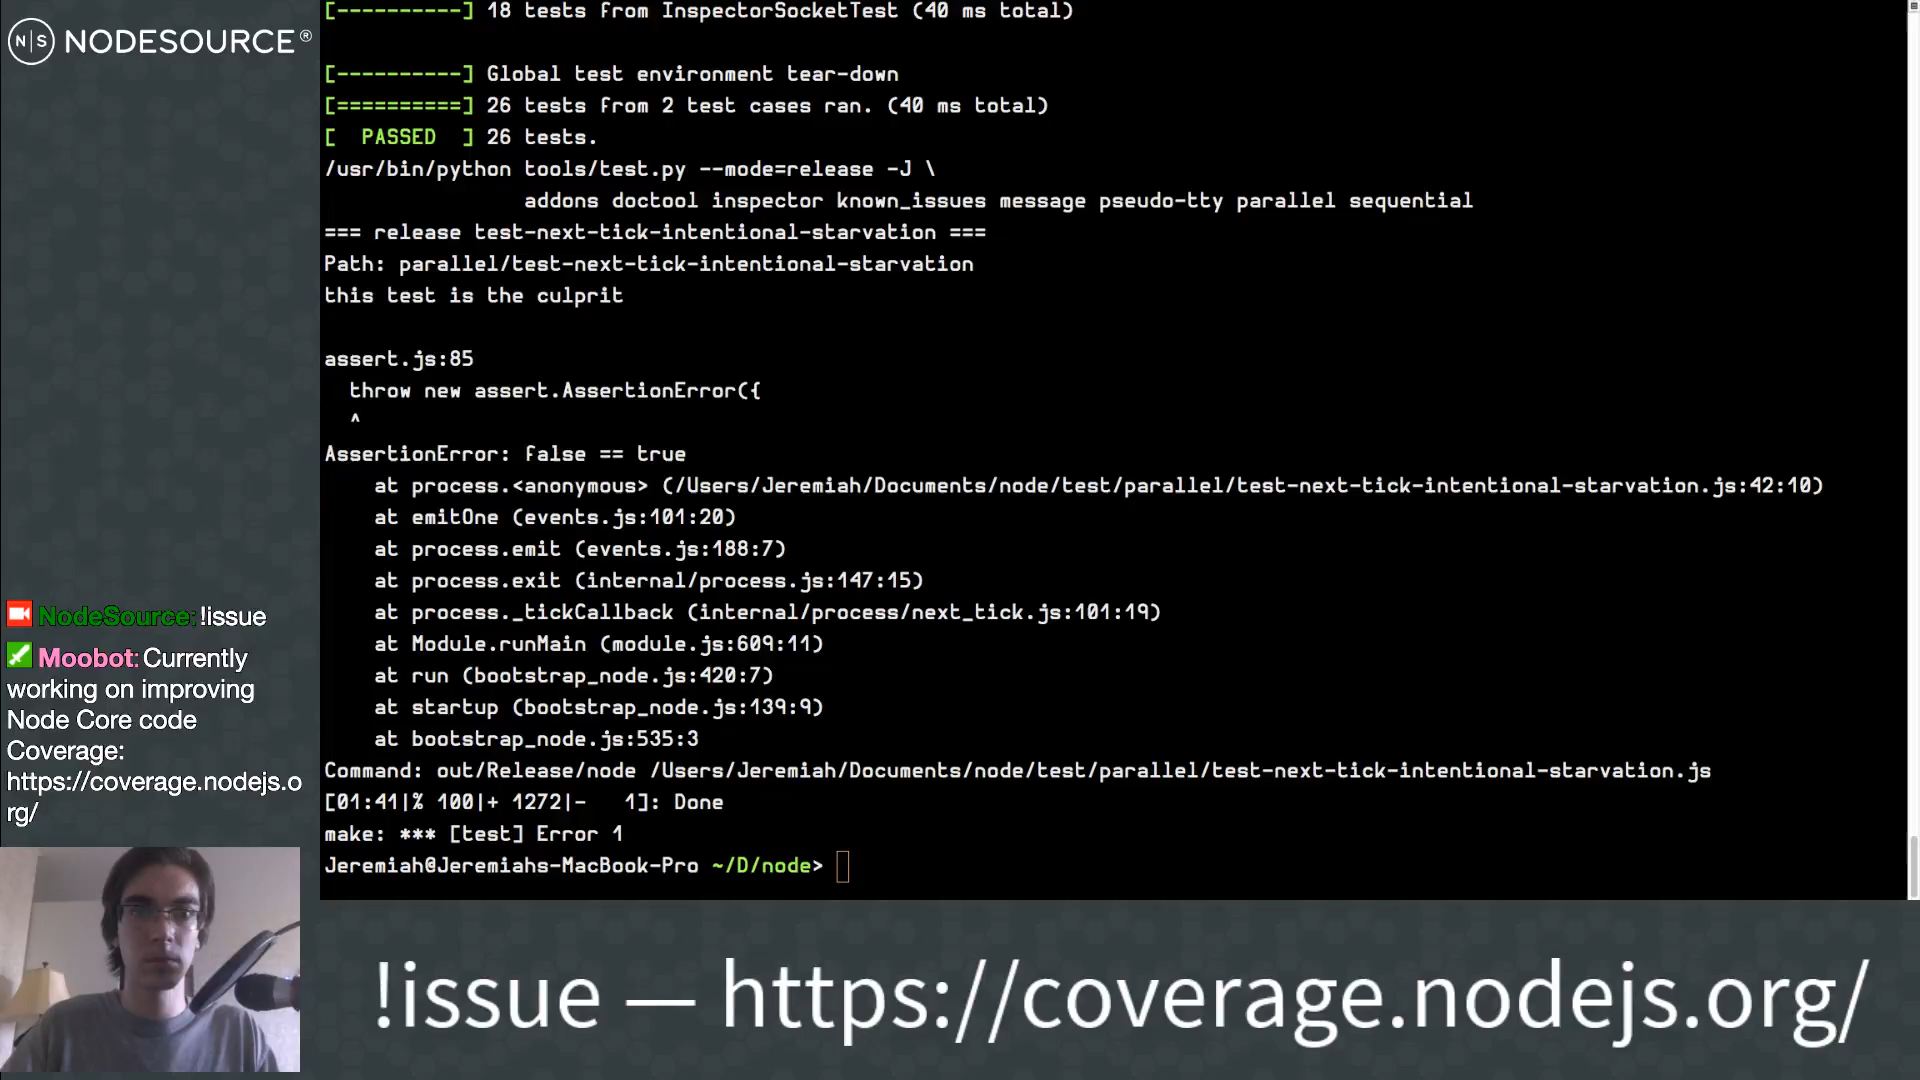 N|S NODESOURCE®
[----------] 18 tests from InspectorSocketTest (40 ms total)
[----------] Global test environment tear-down
[==========] 26 tests from 2 test cases ran. (40 ms total)
[  PASSED  ] 26 tests.
/usr/bin/python tools/test.py --mode=release -J \
addons doctool inspector known_issues message pseudo-tty parallel sequential
=== release test-next-tick-intentional-starvation ===
Path: parallel/test-next-tick-intentional-starvation
this test is the culprit
assert.js:85
throw new assert.AssertionError({
^
AssertionError: false == true
at process.<anonymous> (/Users/Jeremiah/Documents/node/test/parallel/test-next-tick-intentional-starvation.js:42:10)
at emitOne (events.js:101:20)
at process.emit (events.js:188:7)
at process.exit (internal/process.js:147:15)
at process._tickCallback (internal/process/next_tick.js:101:19)
at Module.runMain (module.js:609:11)
at run (bootstrap_node.js:420:7)
at startup (bootstrap_node.js:139:9)
at bootstrap_node.js:535:3
Command: out/Release/node /Users/Jeremiah/Documents/node/test/parallel/test-next-tick-intentional-starvation.js
[01:41|% 100|+ 1272|-   1]: Done
make: *** [test] Error 1
Jeremiah@Jeremiahs-MacBook-Pro ~/D/node>
NodeSource: !issue
Moobot: Currently
working on improving
Node Core code
Coverage:
https://coverage.nodejs.o
rg/
!issue — https://coverage.nodejs.org/